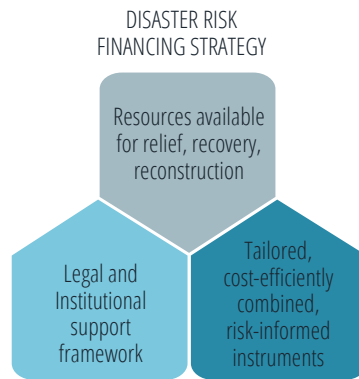 DISASTER RISK
FINANCING STRATEGY
Resources available
for relief, recovery,
reconstruction
Legal and
Institutional
support
framework
Tailored,
cost-efficiently
combined,
risk-informed
instruments